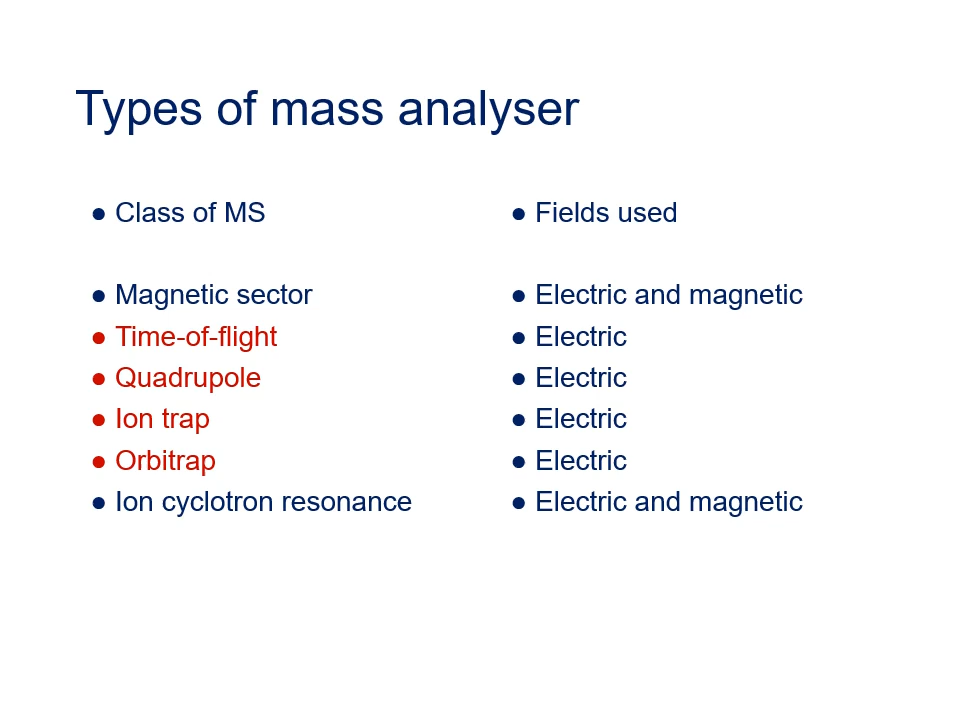 Types of mass analyser
● Class of MS
● Fields used
● Magnetic sector
● Electric and magnetic
● Time-of-flight
● Electric
● Quadrupole
● Electric
● Ion trap
● Electric
● Orbitrap
● Electric
● Ion cyclotron resonance
● Electric and magnetic